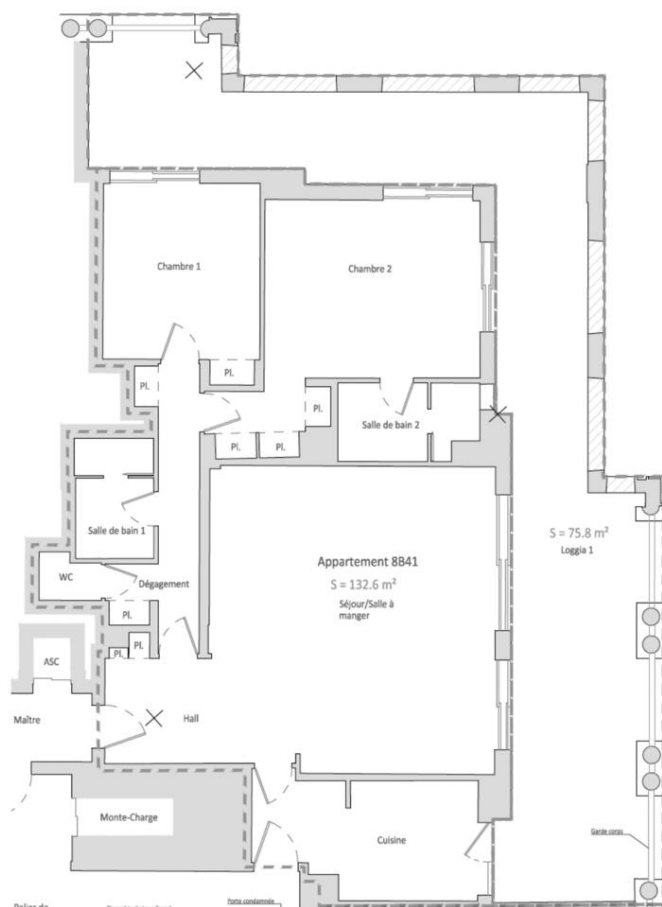 Chambre 1
Chambre 2
Pl.
Pl.
Pl.
Pl.
Pl.
Salle de bain 2
Salle de bain 1
S = 75.8 m²
Loggia 1
Appartement 8B41
S = 132.6 m²
Séjour/Salle à
manger
WC
Dégagement
Pl.
Pl.
Pl.
ASC
Maître
Hall
Monte-Charge
Cuisine
Garde corps
Porte condamnée